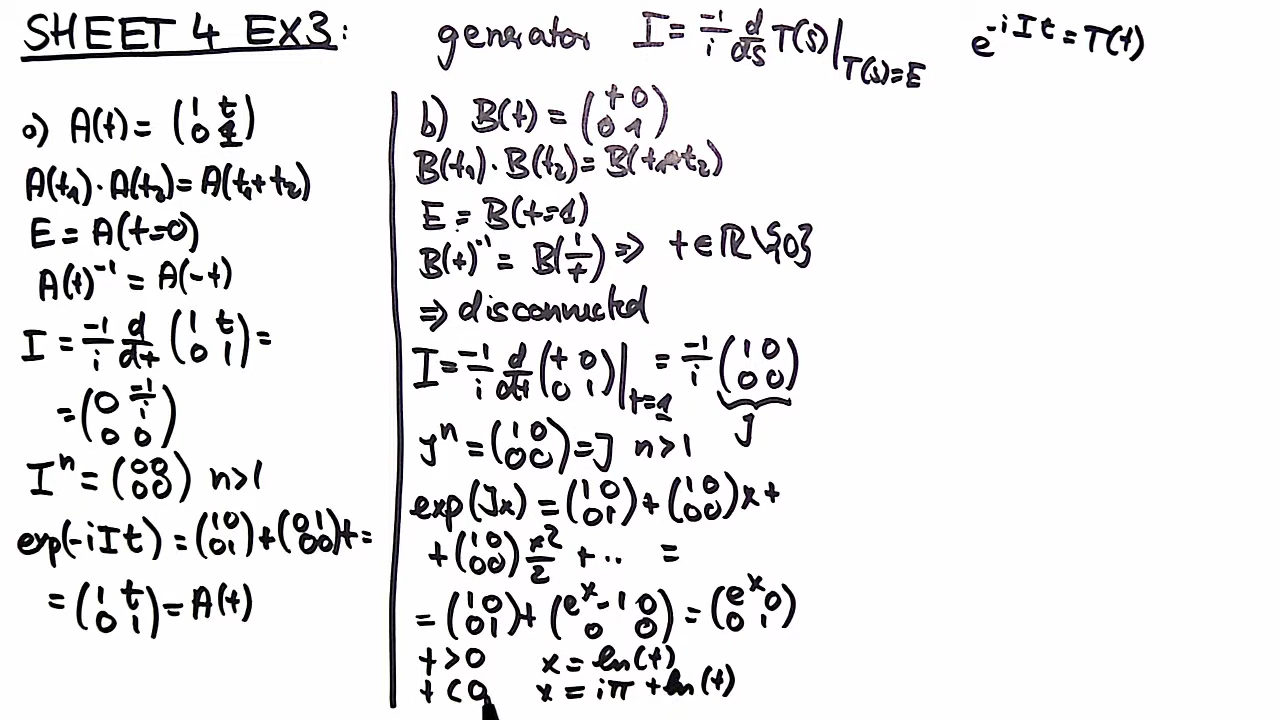 SHEET 4 EX3: generator I = -1/i d/ds T(s)|T(s)=E e^-iIt = T(t)
a) A(t) = (1 t 0 1)
A(t1)·A(t2) = A(t1+t2)
E = A(t=0)
A(t)^-1 = A(-t)
I = -1/i d/dt (1 t 0 1) =
= (0 -1/i 0 0)
I^n = (0 0 0 0) n>1
exp(-iIt) = (1 0 0 1) + (0 1 0 0)t =
= (1 t 0 1) = A(t)
b) B(t) = (t 0 0 1)
B(t1)·B(t2) = B(t1·t2)
E = B(t=1)
B(t)^-1 = B(1/t) => t∈ℝ\{0}
=> disconnected
I = -1/i d/dt (t 0 0 1)|t=1 = -1/i (1 0 0 0)
J
J^n = (1 0 0 0) = J n>1
exp(Jx) = (1 0 0 1) + (1 0 0 0)x +
+ (1 0 0 0) x^2/2 + .. =
= (1 0 0 1) + (e^x-1 0 0 0) = (e^x 0 0 1)
t>0 x = ln(t)
t<0 x = iπ + ln(t)